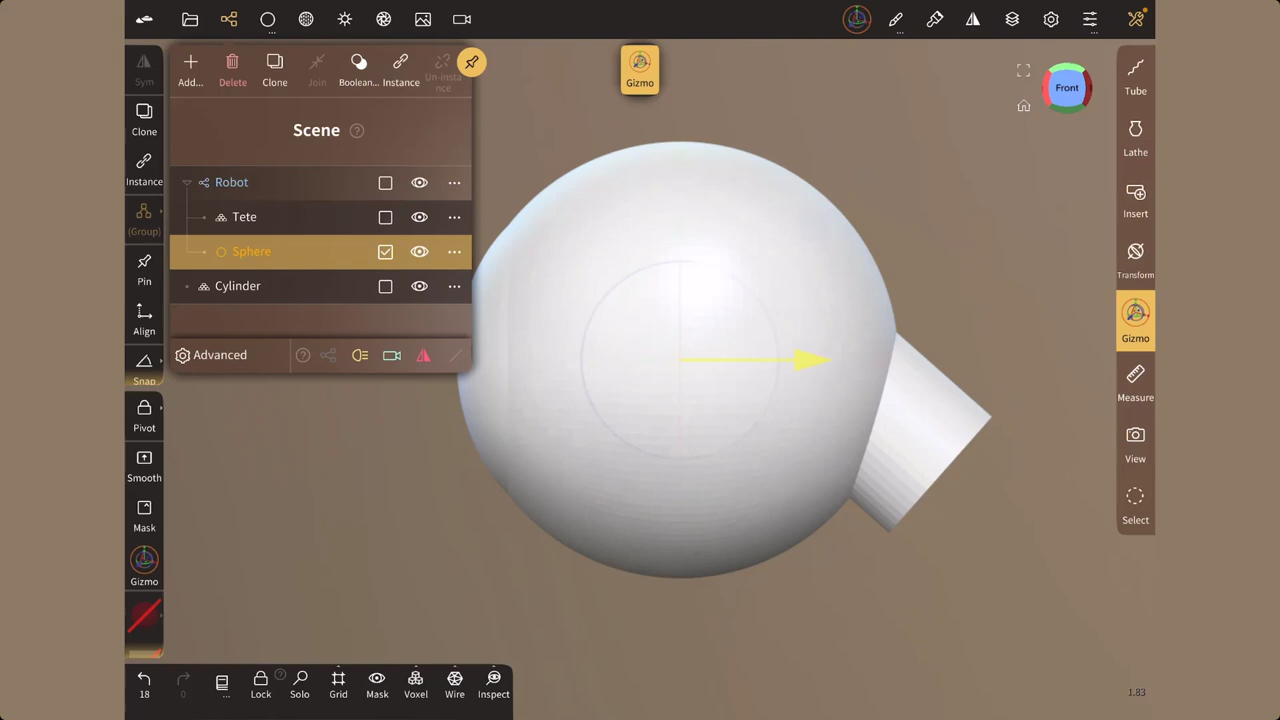 Sym
Clone
Instance
(Group)
Pin
Align
Snap
Pivot
Smooth
Mask
Gizmo
Add...
Delete
Clone
Join
Boolean...
Instance
Un-insta
nce
Scene
Robot
Tete
Sphere
Cylinder
Advanced
Gizmo
Front
Tube
Lathe
Insert
Transform
Gizmo
Measure
View
Select
18
0
...
Lock
Solo
Grid
Mask
Voxel
Wire
Inspect
1.83